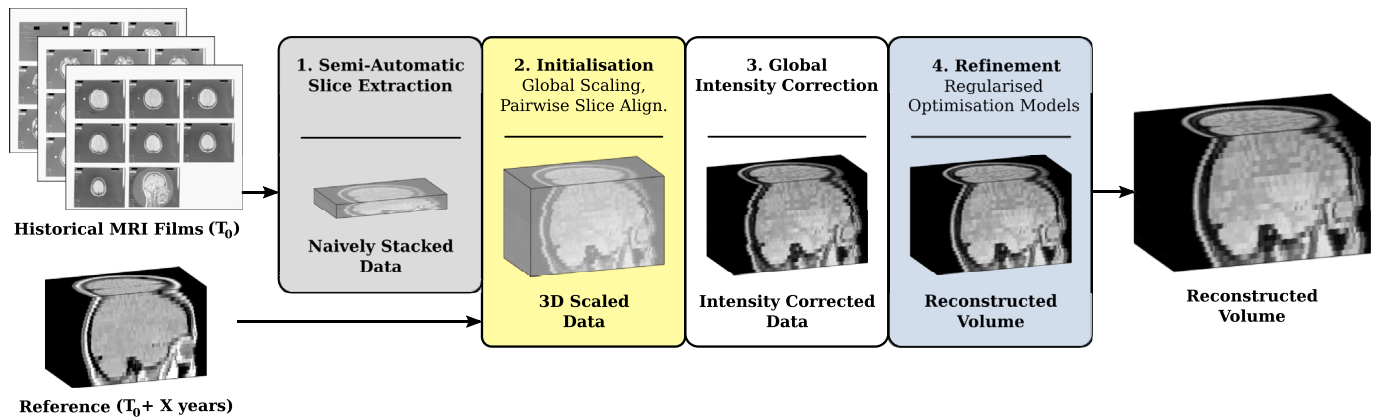 Historical MRI Films (T0)
Reference (T0+ X years)
1. Semi-Automatic
Slice Extraction
Naively Stacked
Data
2. Initialisation
Global Scaling,
Pairwise Slice Align.
3D Scaled
Data
3. Global
Intensity Correction
Intensity Corrected
Data
4. Refinement
Regularised
Optimisation Models
Reconstructed
Volume
Reconstructed
Volume